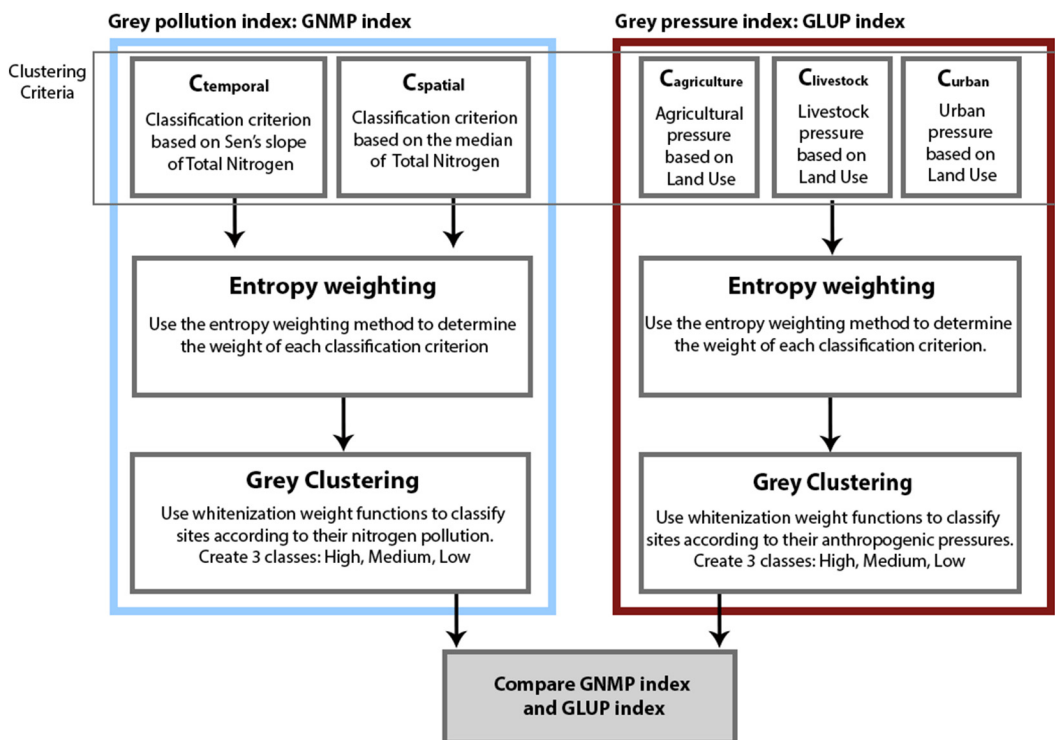 Grey pollution index: GNMP index
Grey pressure index: GLUP index
Clustering
Criteria
Ctemporal
Classification criterion
based on Sen's slope
of Total Nitrogen
Cspatial
Classification criterion
based on the median
of Total Nitrogen
Cagriculture
Agricultural
pressure
based on
Land Use
Clivestock
Livestock
pressure
based on
Land Use
Curban
Urban
pressure
based on
Land Use
Entropy weighting
Use the entropy weighting method to determine
the weight of each classification criterion
Entropy weighting
Use the entropy weighting method to determine
the weight of each classification criterion.
Grey Clustering
Use whitenization weight functions to classify
sites according to their nitrogen pollution.
Create 3 classes: High, Medium, Low
Grey Clustering
Use whitenization weight functions to classify
sites according to their anthropogenic pressures.
Create 3 classes: High, Medium, Low
Compare GNMP index
and GLUP index